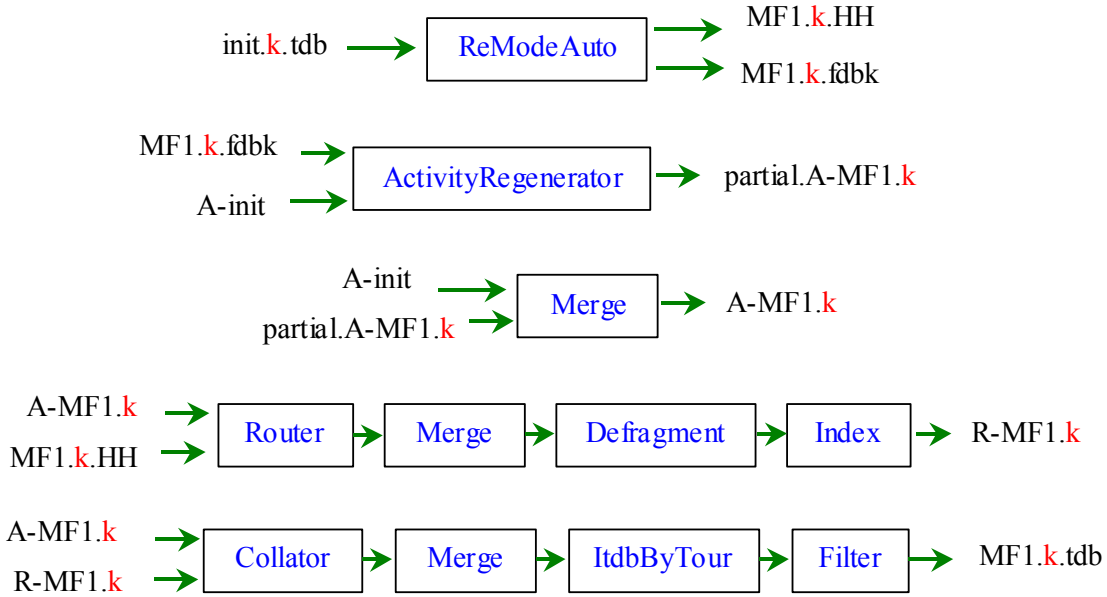 MF1.k.HH
init.k.tdb
ReModeAuto
MF1.k.fdbk
MF1.k.fdbk
ActivityRegenerator
partial.A-MF1.k
A-init
A-init
Merge
A-MF1.k
partial.A-MF1.k
A-MF1.k
Router
Merge
Defragment
Index
R-MF1.k
MF1.k.HH
A-MF1.k
Collator
Merge
ItdbByTour
Filter
MF1.k.tdb
R-MF1.k